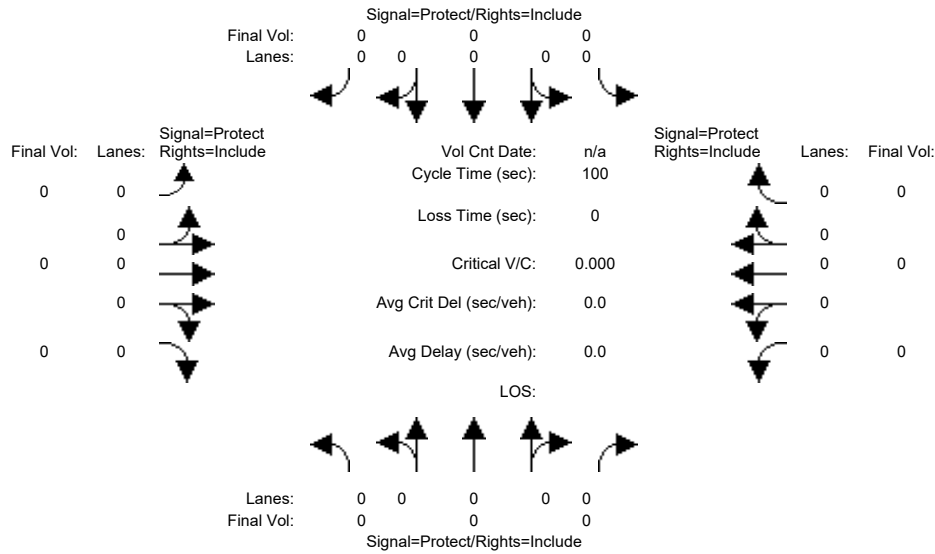 Signal=Protect/Rights=Include
Final Vol: 0 0 0
Lanes: 0 0 0 0 0
Signal=Protect
Final Vol: Lanes: Rights=Include
0 0
0
0 0
0
0 0
Vol Cnt Date: n/a
Cycle Time (sec): 100
Loss Time (sec): 0
Critical V/C: 0.000
Avg Crit Del (sec/veh): 0.0
Avg Delay (sec/veh): 0.0
LOS:
Signal=Protect
Rights=Include Lanes: Final Vol:
0 0
0
0 0
0
0 0
Lanes: 0 0 0 0 0
Final Vol: 0 0 0
Signal=Protect/Rights=Include